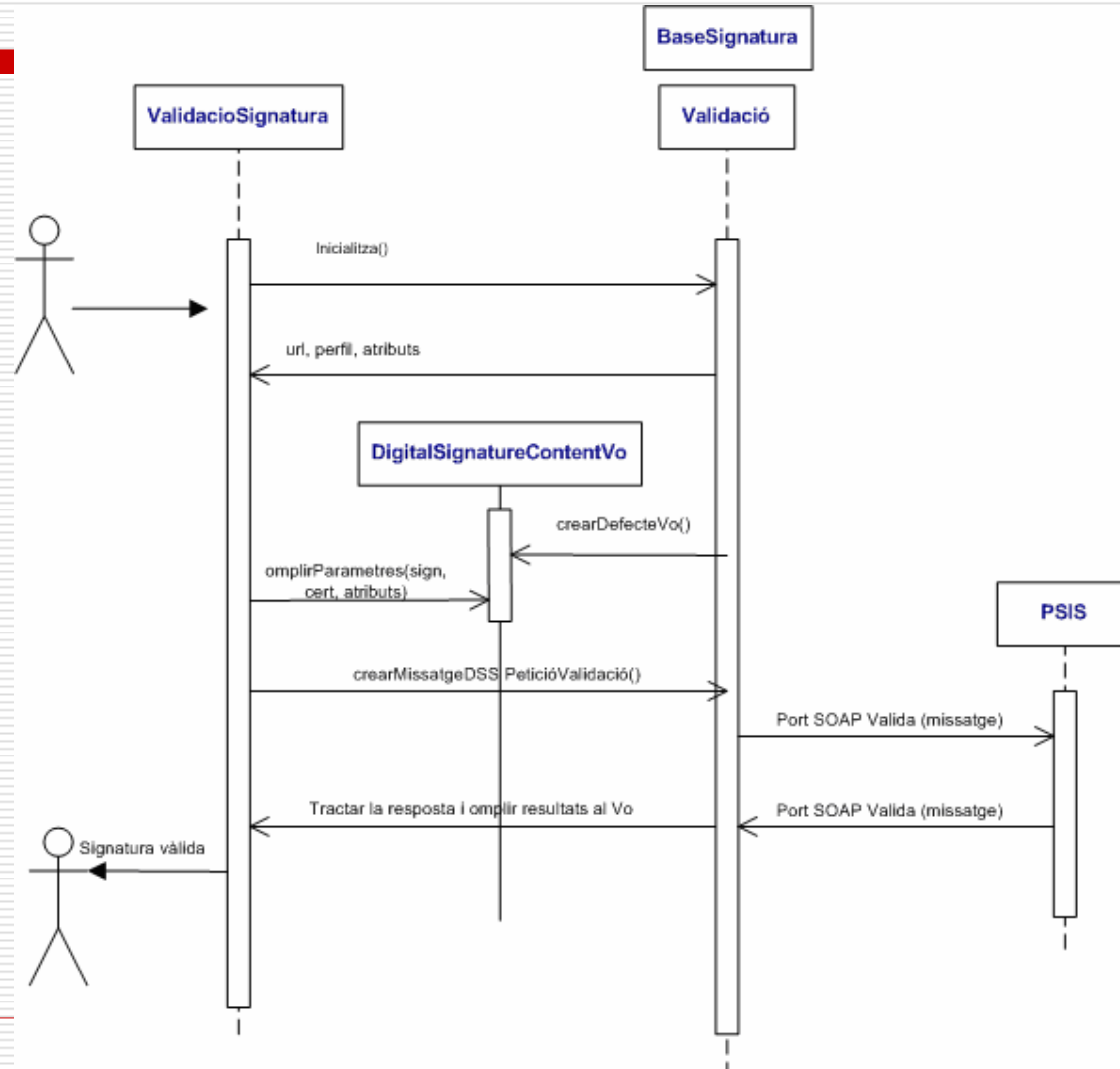 BaseSignatura
ValidacioSignatura
Validació
Inicialitza()
url, perfil, atributs
DigitalSignatureContentVo
crearDefecteVo()
omplirParametres(sign,
cert, atributs)
PSIS
crearMissatgeDSS PeticióValidació()
Port SOAP Valida (missatge)
Tractar la resposta i omplir resultats al Vo
Port SOAP Valida (missatge)
Signatura vàlida